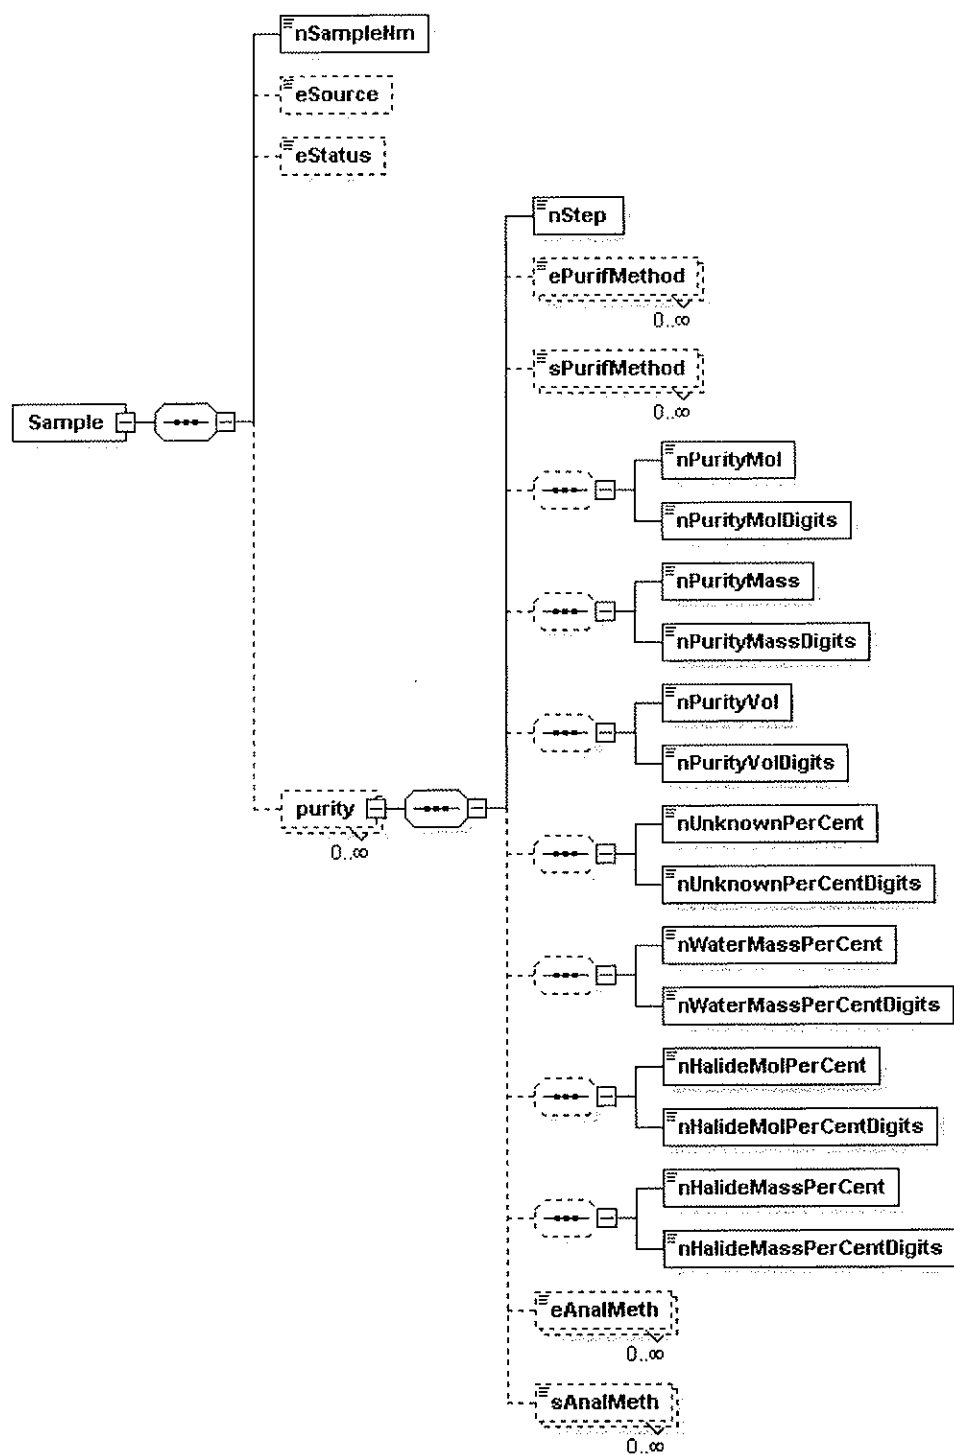 nSampleNm
eSource
eStatus
nStep
ePurifMethod
0..∞
sPurifMethod
0..∞
Sample
nPurityMol
nPurityMolDigits
nPurityMass
nPurityMassDigits
nPurityVol
nPurityVolDigits
purity
0..∞
nUnknownPerCent
nUnknownPerCentDigits
nWaterMassPerCent
nWaterMassPerCentDigits
nHalideMolPerCent
nHalideMolPerCentDigits
nHalideMassPerCent
nHalideMassPerCentDigits
eAnalMeth
0..∞
sAnalMeth
0..∞